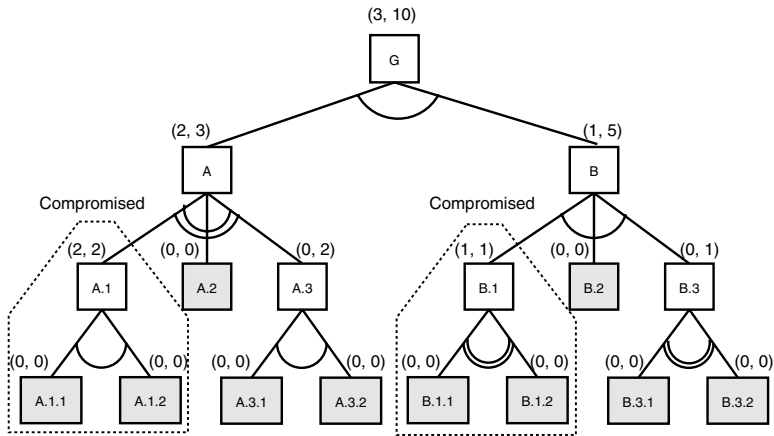 (3, 10)
G
(2, 3)
(1, 5)
A
B
Compromised
Compromised
(2, 2)
(0, 0)
(0, 2)
(1, 1)
(0, 0)
(0, 1)
A.1
A.2
A.3
B.1
B.2
B.3
(0, 0)
(0, 0)
(0, 0)
(0, 0)
(0, 0)
(0, 0)
(0, 0)
(0, 0)
A.1.1
A.1.2
A.3.1
A.3.2
B.1.1
B.1.2
B.3.1
B.3.2